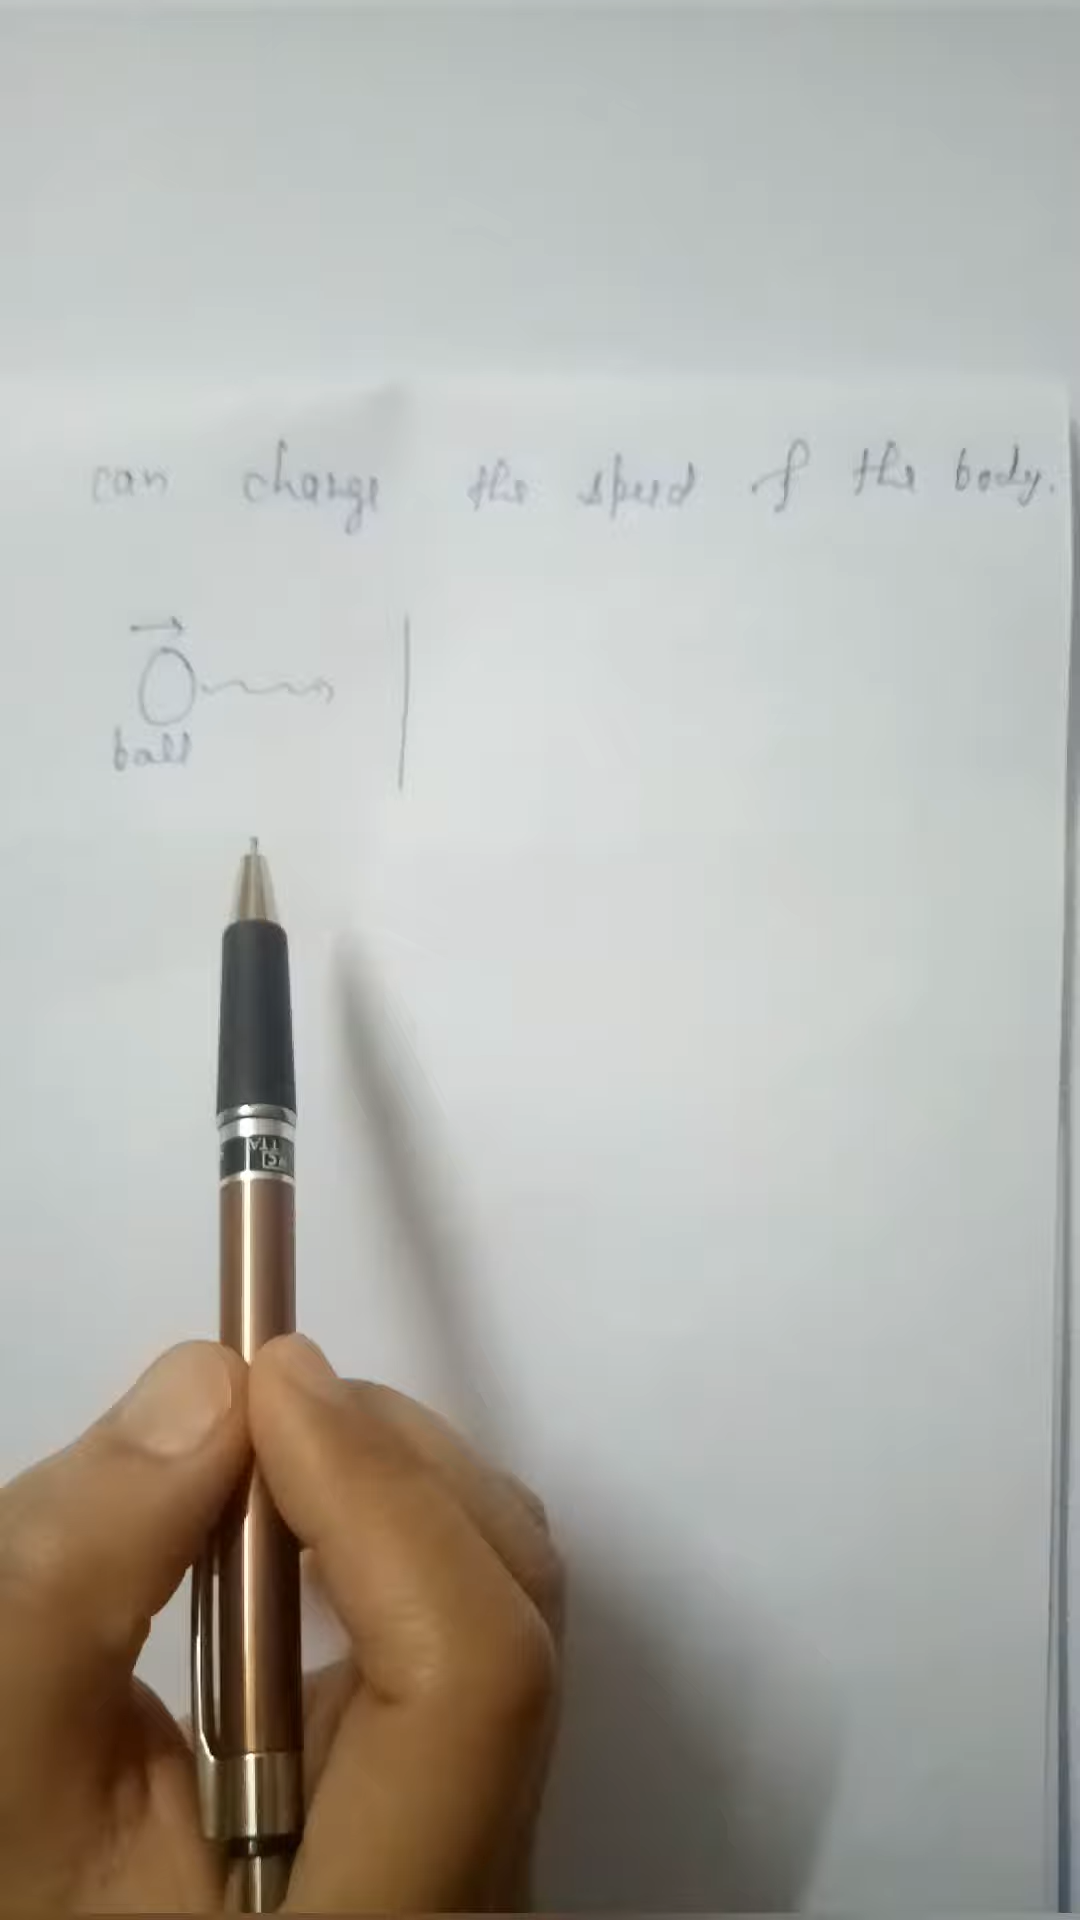 can change the speed of the body.
ball